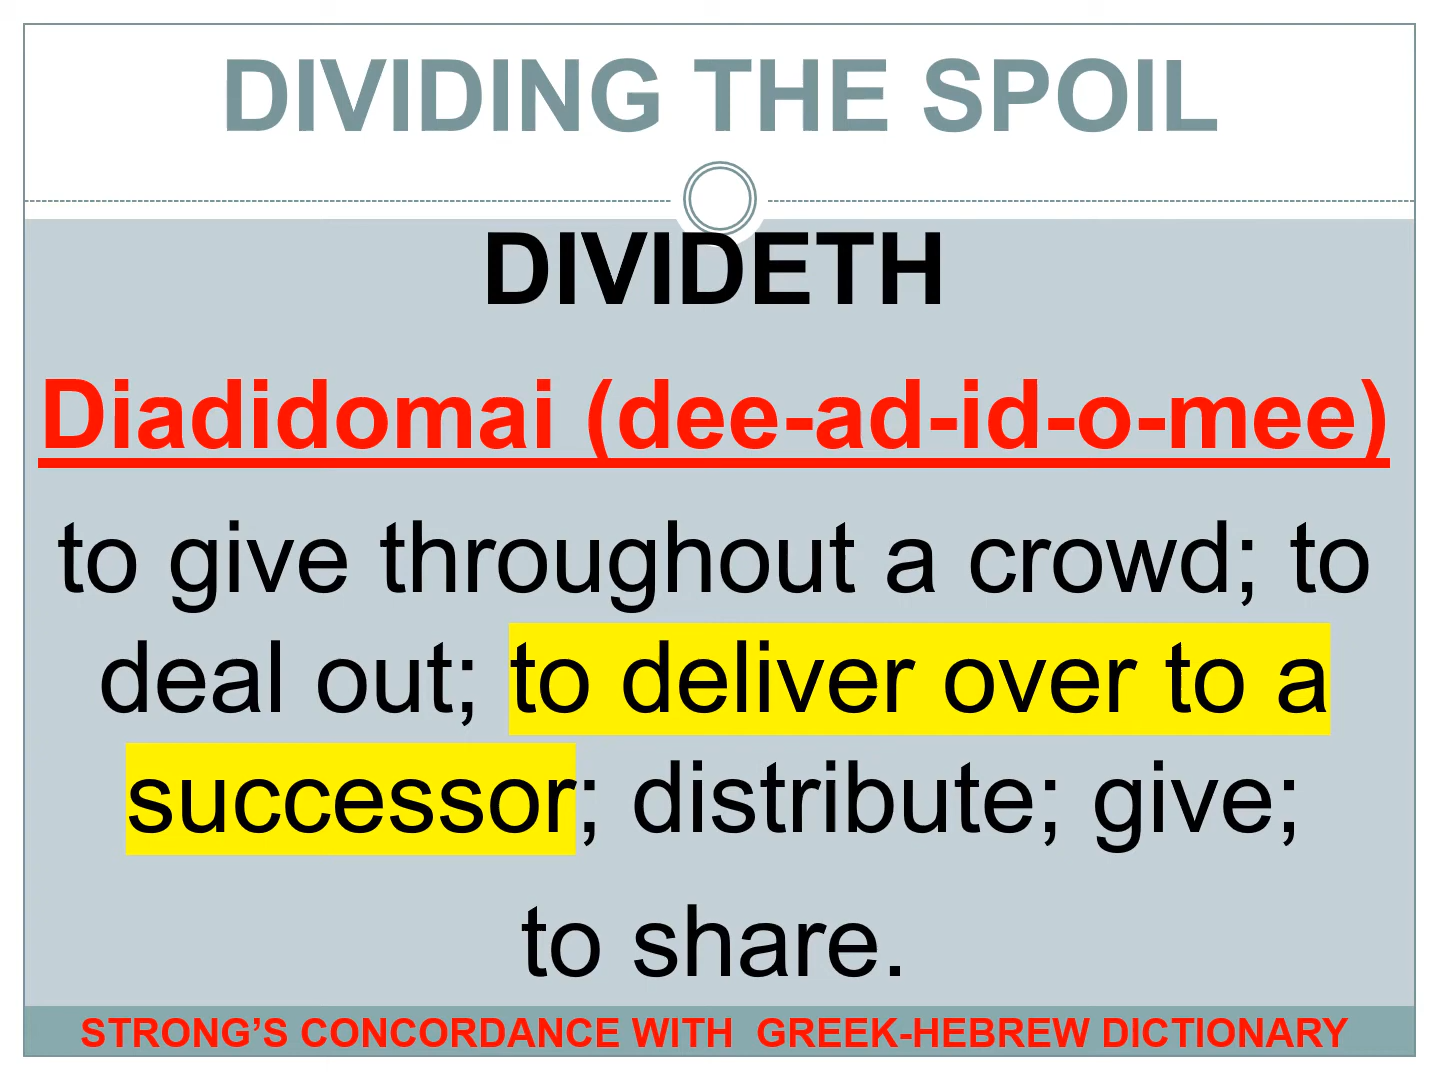 DIVIDING THE SPOIL
DIVIDETH
Diadidomai (dee-ad-id-o-mee)
to give throughout a crowd; to
deal out; to deliver over to a
successor; distribute; give;
to share.
STRONG’S CONCORDANCE WITH  GREEK-HEBREW DICTIONARY